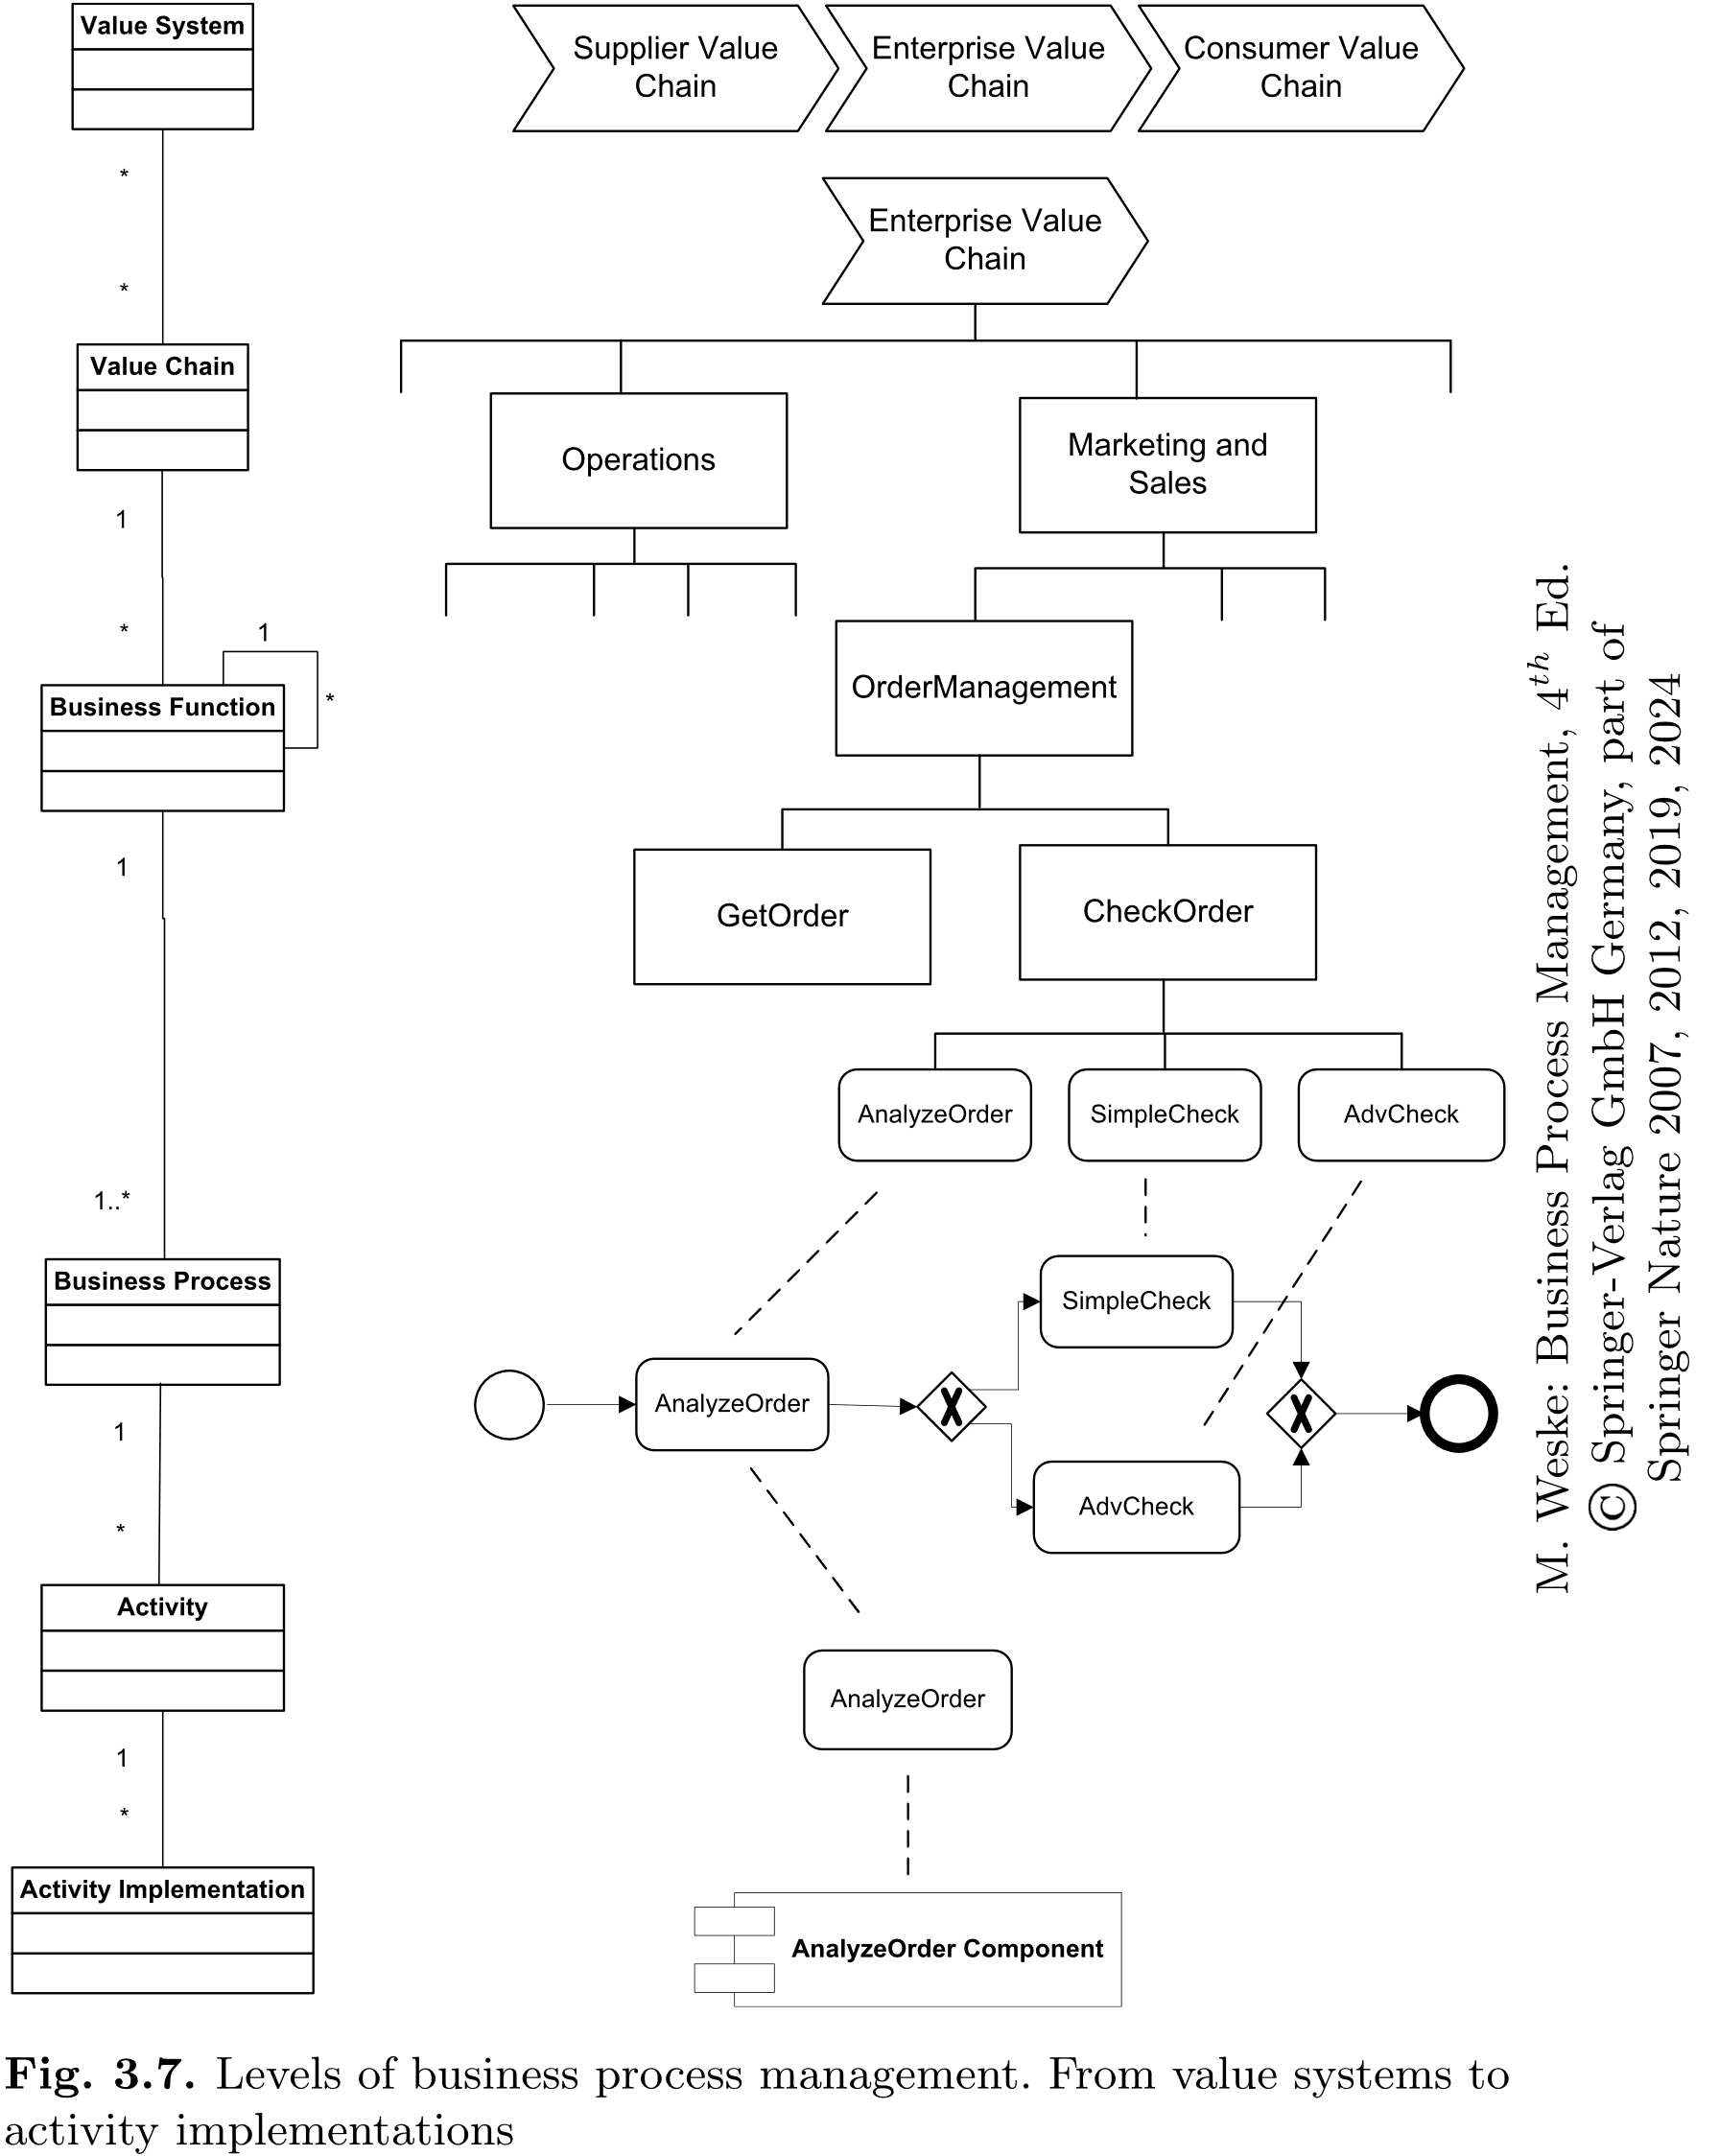 Value System
*
*
Value Chain
1
*
1
*
Business Function
1
1..*
Business Process
1
*
Activity
1
*
Activity Implementation
Supplier Value
Chain
Enterprise Value
Chain
Consumer Value
Chain
Enterprise Value
Chain
Operations
Marketing and
Sales
OrderManagement
GetOrder
CheckOrder
AnalyzeOrder
SimpleCheck
AdvCheck
SimpleCheck
AnalyzeOrder
X
X
AdvCheck
AnalyzeOrder
AnalyzeOrder Component
M. Weske: Business Process Management, 4th Ed.
© Springer-Verlag GmbH Germany, part of
Springer Nature 2007, 2012, 2019, 2024
Fig. 3.7. Levels of business process management. From value systems to
activity implementations